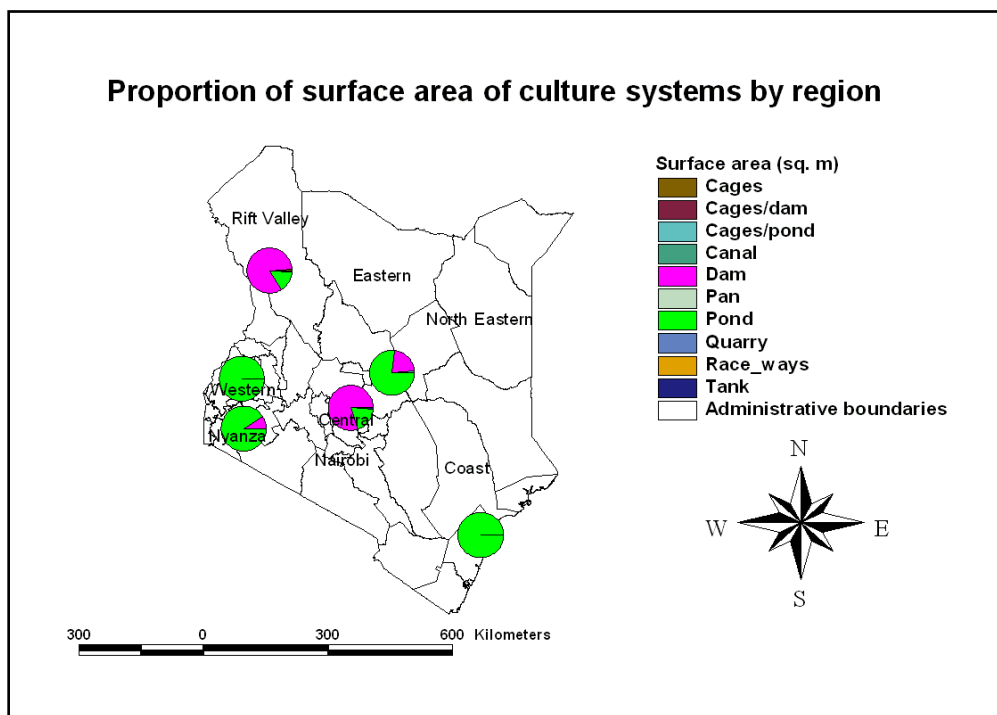 Proportion of surface area of culture systems by region
Rift Valley
Eastern
North Eastern
Western
Central
Nyanza
Nairobi
Coast
Surface area (sq. m)
Cages
Cages/dam
Cages/pond
Canal
Dam
Pan
Pond
Quarry
Race_ways
Tank
Administrative boundaries
N
W E
S
300 0 300 600 Kilometers